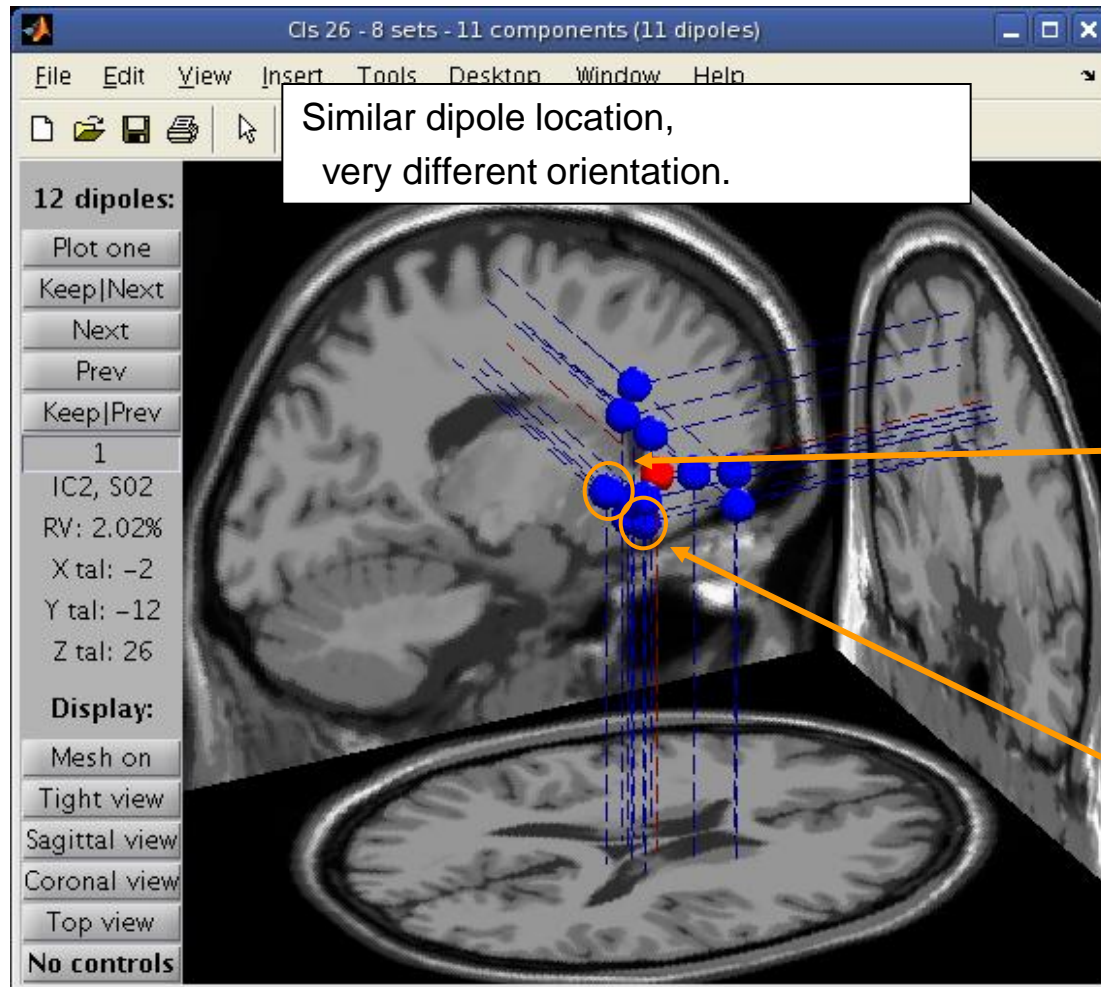 Cls 26 - 8 sets - 11 components (11 dipoles)
File Edit View Insert Tools Desktop Window Help
Similar dipole location,
very different orientation.
12 dipoles:
Plot one
Keep|Next
Next
Prev
Keep|Prev
1
IC2, S02
RV: 2.02%
X tal: -2
Y tal: -12
Z tal: 26
Display:
Mesh on
Tight view
Sagittal view
Coronal view
Top view
No controls